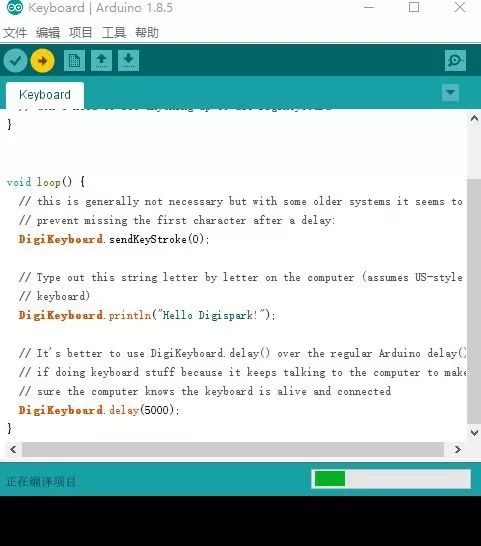 Keyboard | Arduino 1.8.5
文件 编辑 项目 工具 帮助
Keyboard
}
void loop() {
// this is generally not necessary but with some older systems it seems to
// prevent missing the first character after a delay:
DigiKeyboard.sendKeyStroke(0);
// Type out this string letter by letter on the computer (assumes US-style
// keyboard)
DigiKeyboard.println("Hello Digispark!");
// It's better to use DigiKeyboard.delay() over the regular Arduino delay()
// if doing keyboard stuff because it keeps talking to the computer to make
// sure the computer knows the keyboard is alive and connected
DigiKeyboard.delay(5000);
}
正在编译项目...